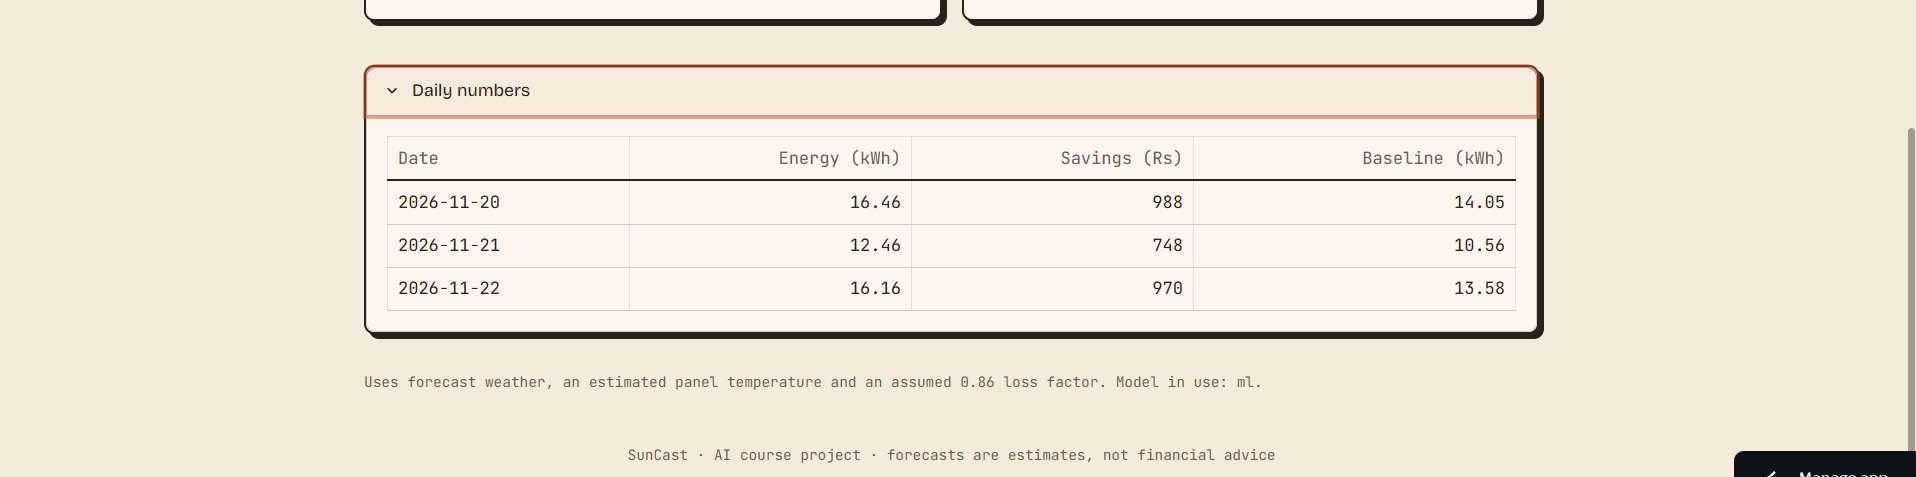 Daily numbers
Date Energy (kWh) Savings (Rs) Baseline (kWh)
2026-11-20 16.46 988 14.05
2026-11-21 12.46 748 10.56
2026-11-22 16.16 970 13.58
Uses forecast weather, an estimated panel temperature and an assumed 0.86 loss factor. Model in use: ml.
SunCast · AI course project · forecasts are estimates, not financial advice
Manage app